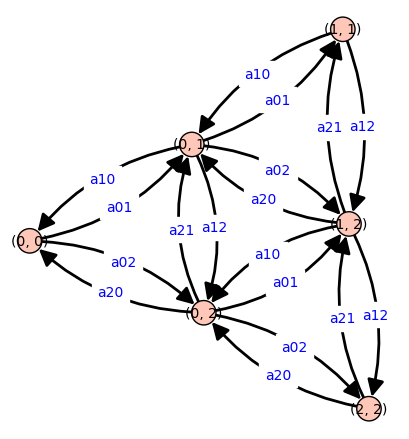 (1, 1)
a10
a01
a21 a12
(0, 1)
a02
a10
a20
a01
(1, 2)
a21 a12
(0, 0)
a10
a02
a01
a20
(0, 2)
a21 a12
a02
a20
(2, 2)